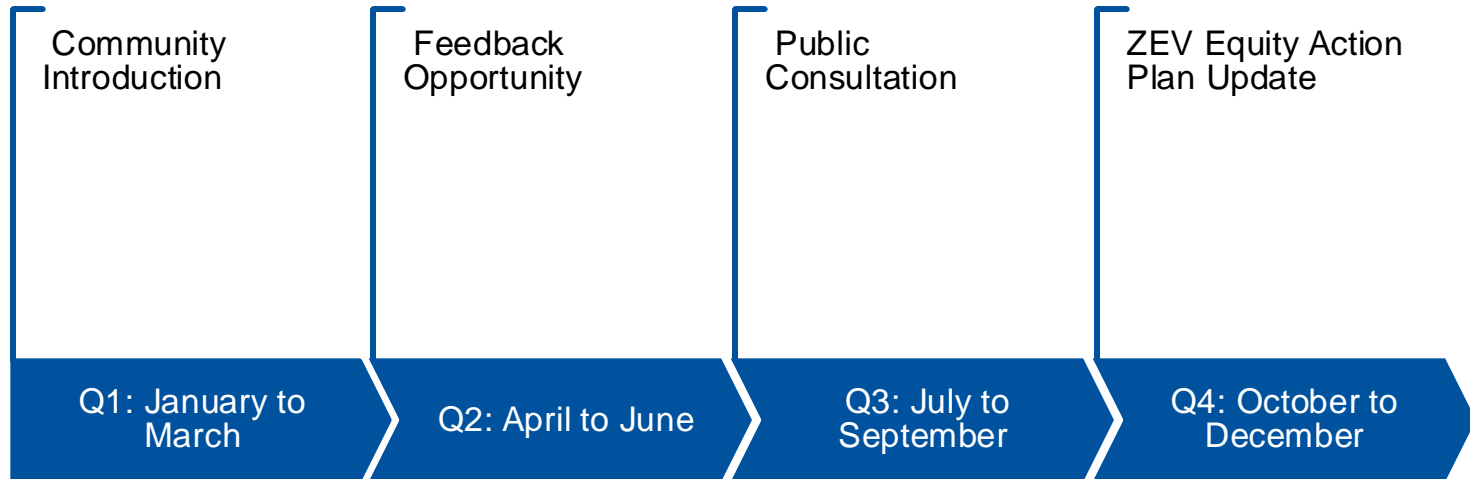 Community
Introduction
Feedback
Opportunity
Public
Consultation
ZEV Equity Action
Plan Update
Q1: January to
March
Q2: April to June
Q3: July to
September
Q4: October to
December